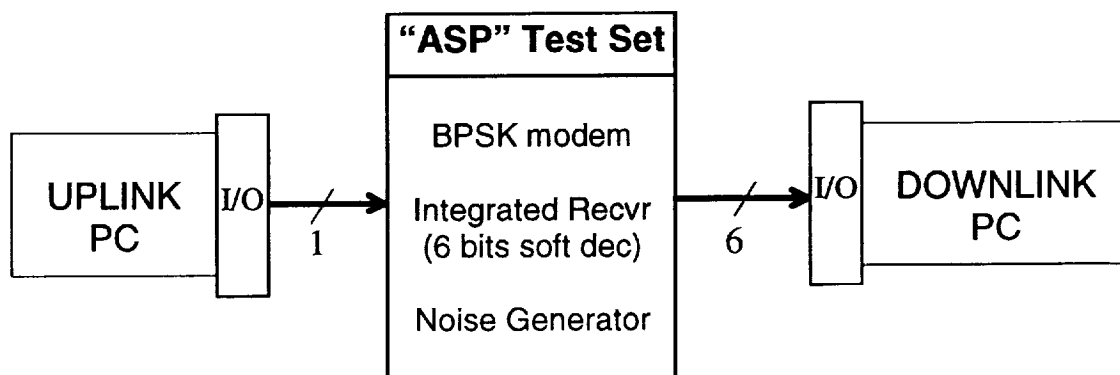 “ASP” Test Set
BPSK modem
Integrated Recvr
(6 bits soft dec)
Noise Generator
UPLINK
PC
I/O
1
6
I/O
DOWNLINK
PC